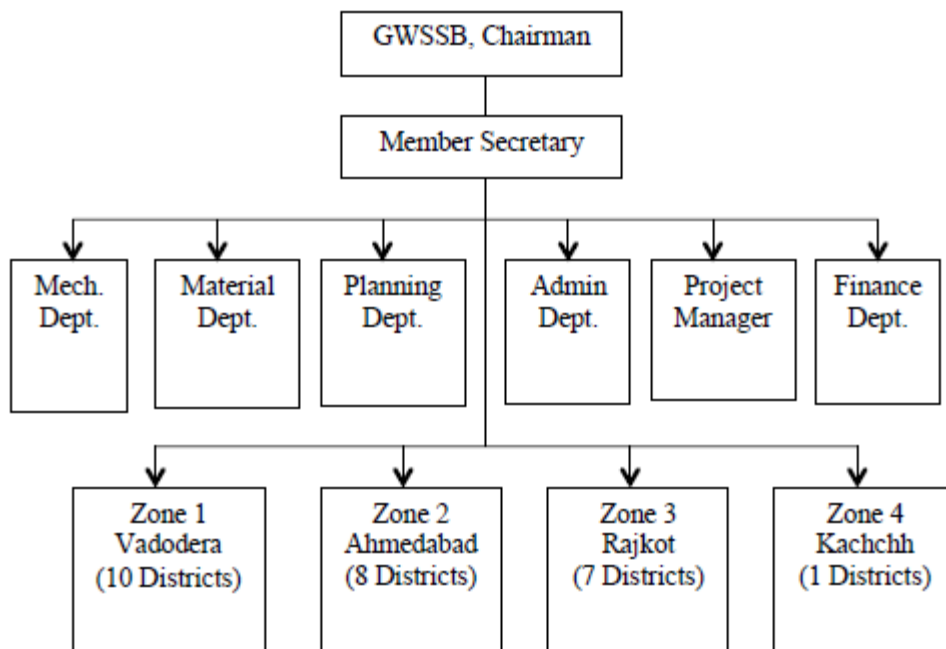 GWSSB, Chairman
Member Secretary
Mech.
Dept.
Material
Dept.
Planning
Dept.
Admin
Dept.
Project
Manager
Finance
Dept.
Zone 1
Vadodera
(10 Districts)
Zone 2
Ahmedabad
(8 Districts)
Zone 3
Rajkot
(7 Districts)
Zone 4
Kachchh
(1 Districts)